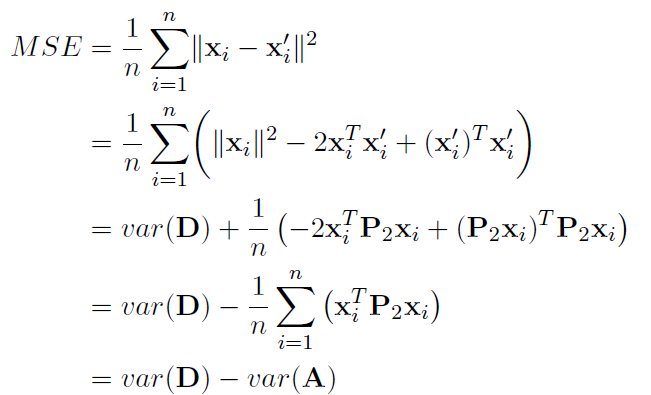 MSE = \frac{1}{n} \sum_{i=1}^{n} \|\mathbf{x}_i - \mathbf{x}_i'\|^2
= \frac{1}{n} \sum_{i=1}^{n} \left( \|\mathbf{x}_i\|^2 - 2\mathbf{x}_i^T \mathbf{x}_i' + (\mathbf{x}_i')^T \mathbf{x}_i' \right)
= var(\mathbf{D}) + \frac{1}{n} \left( -2\mathbf{x}_i^T \mathbf{P}_2 \mathbf{x}_i + (\mathbf{P}_2 \mathbf{x}_i)^T \mathbf{P}_2 \mathbf{x}_i \right)
= var(\mathbf{D}) - \frac{1}{n} \sum_{i=1}^{n} \left( \mathbf{x}_i^T \mathbf{P}_2 \mathbf{x}_i \right)
= var(\mathbf{D}) - var(\mathbf{A})